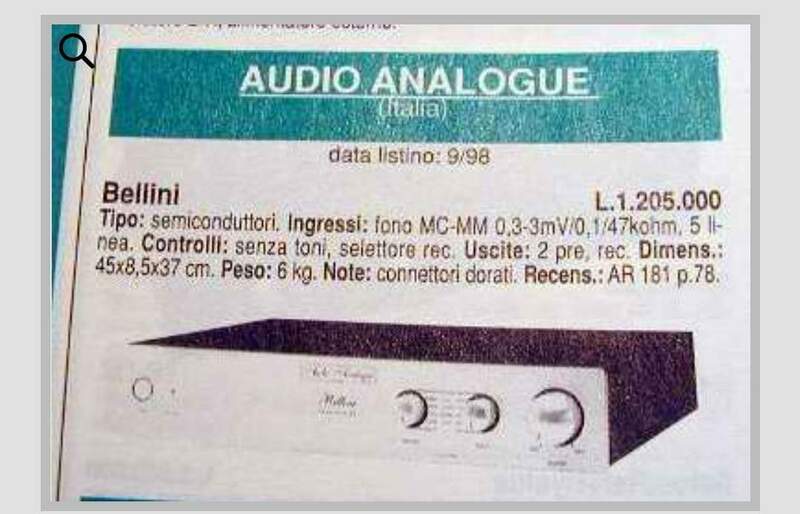 AUDIO ANALOGUE
(Italia)
data listino: 9/98
Bellini
L.1.205.000
Tipo: semiconduttori. Ingressi: fono MC-MM 0,3-3mV/0,1/47kohm, 5 li-
nea. Controlli: senza toni, selettore rec. Uscite: 2 pre, rec. Dimens.:
45x8,5x37 cm. Peso: 6 kg. Note: connettori dorati. Recens.: AR 181 p.78.
Bellini